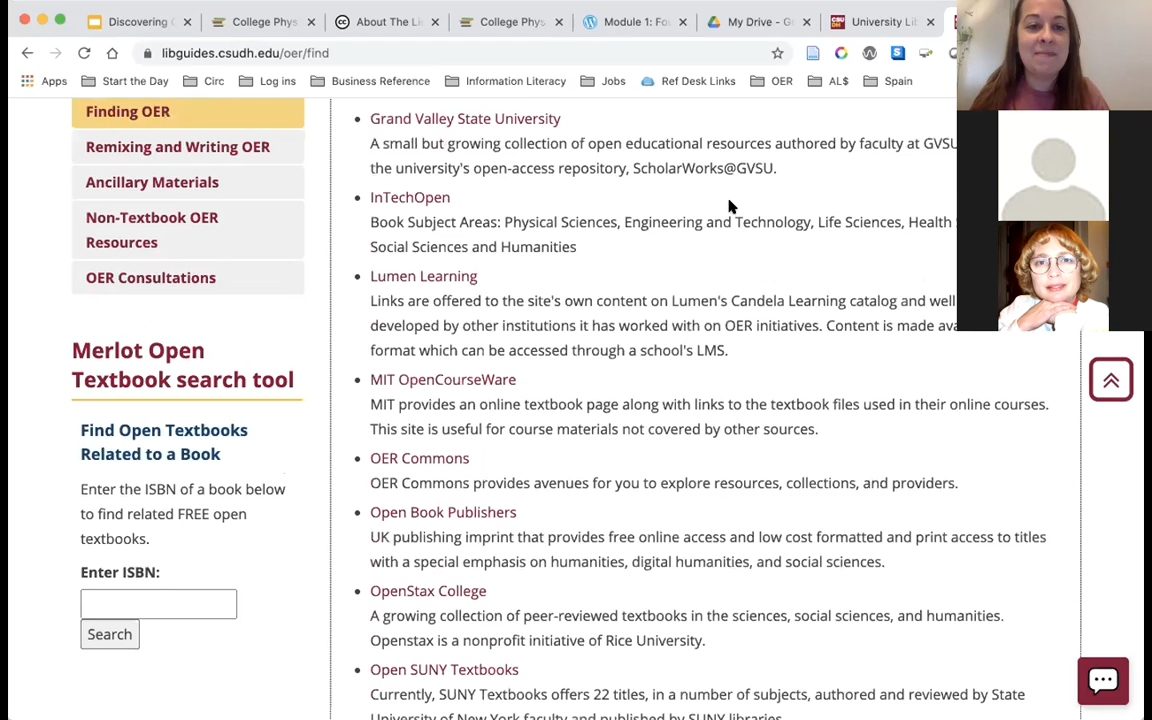 Discovering
College Phys
About The Li
College Phys
Module 1: Fo
My Drive - G
University Lib
libguides.csudh.edu/oer/find
Apps
Start the Day
Circ
Log ins
Business Reference
Information Literacy
Jobs
Ref Desk Links
OER
AL$
Spain
Finding OER
Remixing and Writing OER
Ancillary Materials
Non-Textbook OER
Resources
OER Consultations
Merlot Open
Textbook search tool
Find Open Textbooks
Related to a Book
Enter the ISBN of a book below
to find related FREE open
textbooks.
Enter ISBN:
Search
Grand Valley State University
A small but growing collection of open educational resources authored by faculty at GVSU
the university's open-access repository, ScholarWorks@GVSU.
InTechOpen
Book Subject Areas: Physical Sciences, Engineering and Technology, Life Sciences, Health
Social Sciences and Humanities
Lumen Learning
Links are offered to the site's own content on Lumen's Candela Learning catalog and well
developed by other institutions it has worked with on OER initiatives. Content is made ava
format which can be accessed through a school's LMS.
MIT OpenCourseWare
MIT provides an online textbook page along with links to the textbook files used in their online courses.
This site is useful for course materials not covered by other sources.
OER Commons
OER Commons provides avenues for you to explore resources, collections, and providers.
Open Book Publishers
UK publishing imprint that provides free online access and low cost formatted and print access to titles
with a special emphasis on humanities, digital humanities, and social sciences.
OpenStax College
A growing collection of peer-reviewed textbooks in the sciences, social sciences, and humanities.
Openstax is a nonprofit initiative of Rice University.
Open SUNY Textbooks
Currently, SUNY Textbooks offers 22 titles, in a number of subjects, authored and reviewed by State
University of New York faculty and published by SUNY libraries.